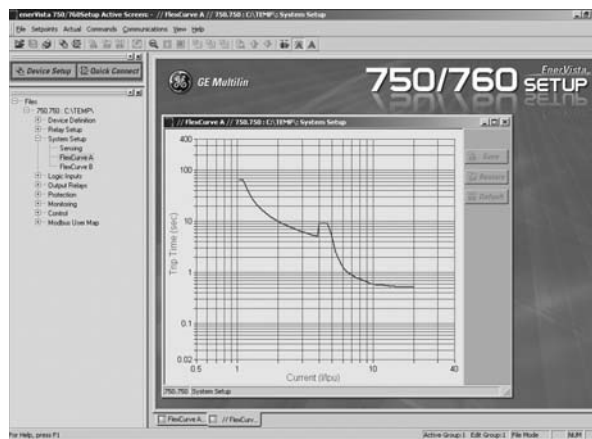 enerVista 750/760Setup Active Screen: - // FlexCurve A // 750.750 : C:\TEMP\: System Setup
File Setpoints Actual Commands Communications View Help
Device Setup Quick Connect
Files
750.750: C:\TEMP\
Device Definition
Relay Setup
System Setup
Sensing
FlexCurve A
FlexCurve B
Logic Inputs
Output Relays
Protection
Monitoring
Control
Modbus User Map
GE Multilin
750/760 SETUP
EnerVista
// FlexCurve A // 750.750 : C:\TEMP\: System Setup
Save
Restore
Default
400
100
10
1
0.1
0.02
Trip Time (sec)
0.5
1
10
40
Current (I/Ipu)
750.750 System Setup
FlexCurve A.. // FlexCurv..
For Help, press F1
Active Group:1 Edit Group:1 File Mode NUM